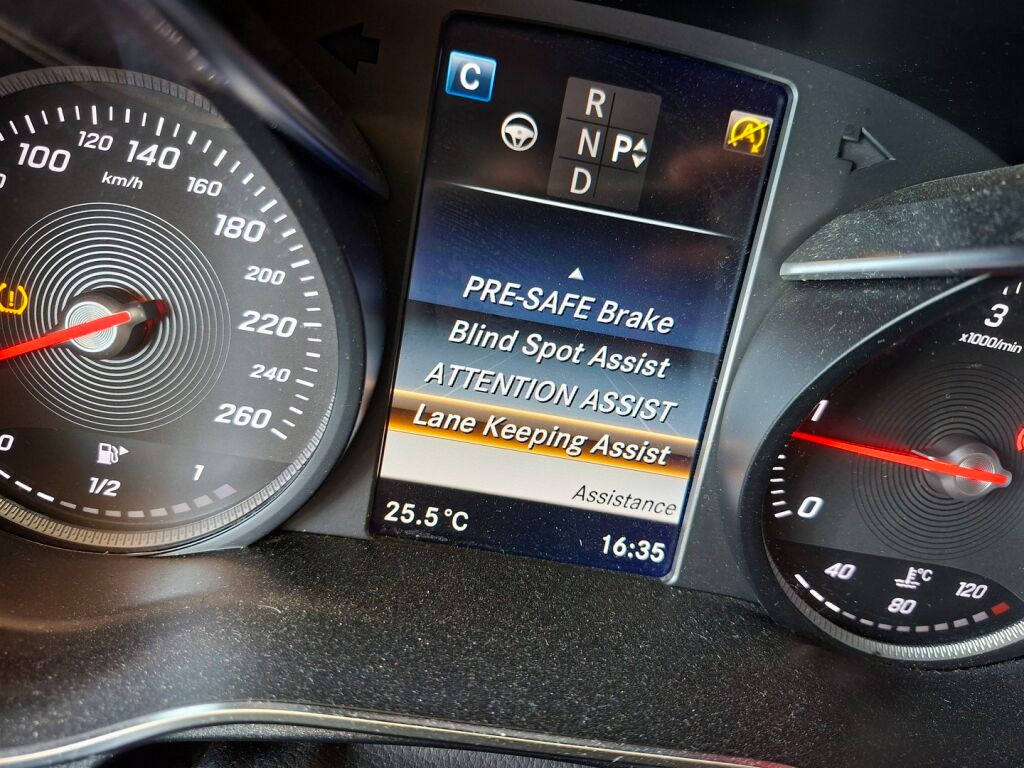 C
R
N P
D
100
120
140
160
180
200
220
240
260
km/h
0
1/2
1
PRE-SAFE Brake
Blind Spot Assist
ATTENTION ASSIST
Lane Keeping Assist
Assistance
25.5 °C
16:35
3
x1000/min
1
0
°C
40
80
120